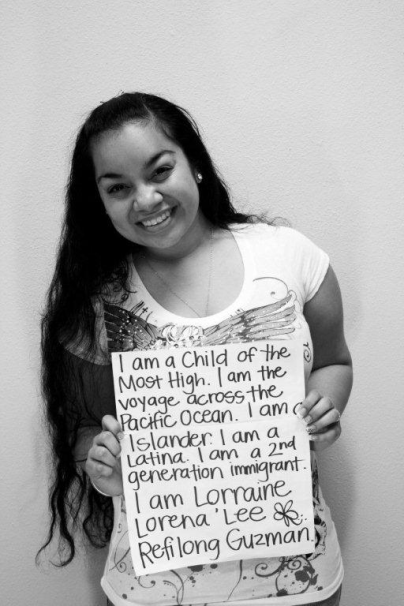 I am a Child of the
Most High. I am the
voyage across the
Pacific Ocean. I am
Islander. I am a
Latina. I am a 2nd
generation immigrant.
I am Lorraine
Lorena 'Lee
Refilong Guzman.